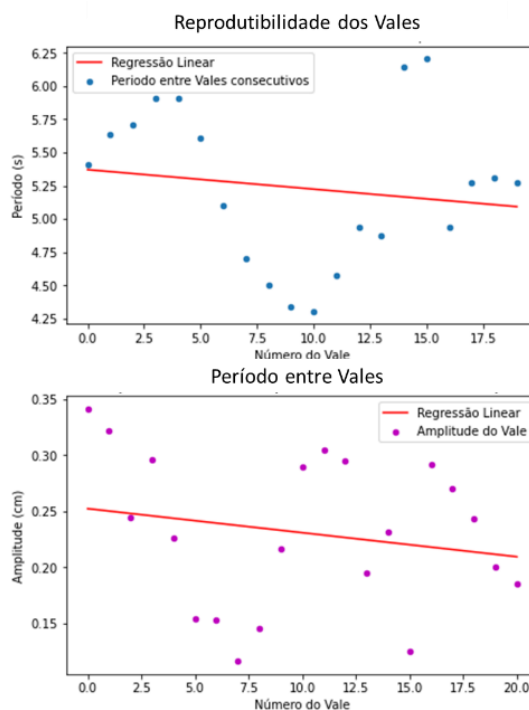 Reprodutibilidade dos Vales
6.25
6.00
5.75
5.50
5.25
5.00
4.75
4.50
4.25
Período (s)
Regressão Linear
Periodo entre Vales consecutivos
0.0 2.5 5.0 7.5 10.0 12.5 15.0 17.5
Número do Vale
Período entre Vales
0.35
0.30
0.25
0.20
0.15
Amplitude (cm)
Regressão Linear
Amplitude do Vale
0.0 2.5 5.0 7.5 10.0 12.5 15.0 17.5 20.0
Número do Vale